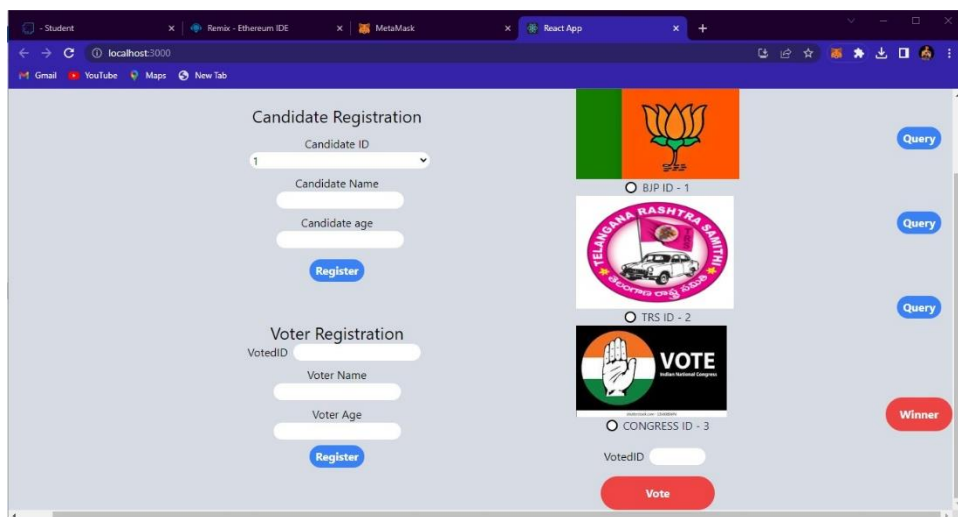 - Student
Remix - Ethereum IDE
MetaMask
React App
localhost:3000
Gmail
YouTube
Maps
New Tab
Candidate Registration
Candidate ID
1
Candidate Name
Candidate age
Register
Voter Registration
VotedID
Voter Name
Voter Age
Register
BJP ID - 1
TELANGANA RASHTRA SAMITHI
తెలంగాణ రాష్ట్ర సమితి
TRS ID - 2
VOTE
Indian National Congress
CONGRESS ID - 3
VotedID
Vote
Query
Query
Query
Winner